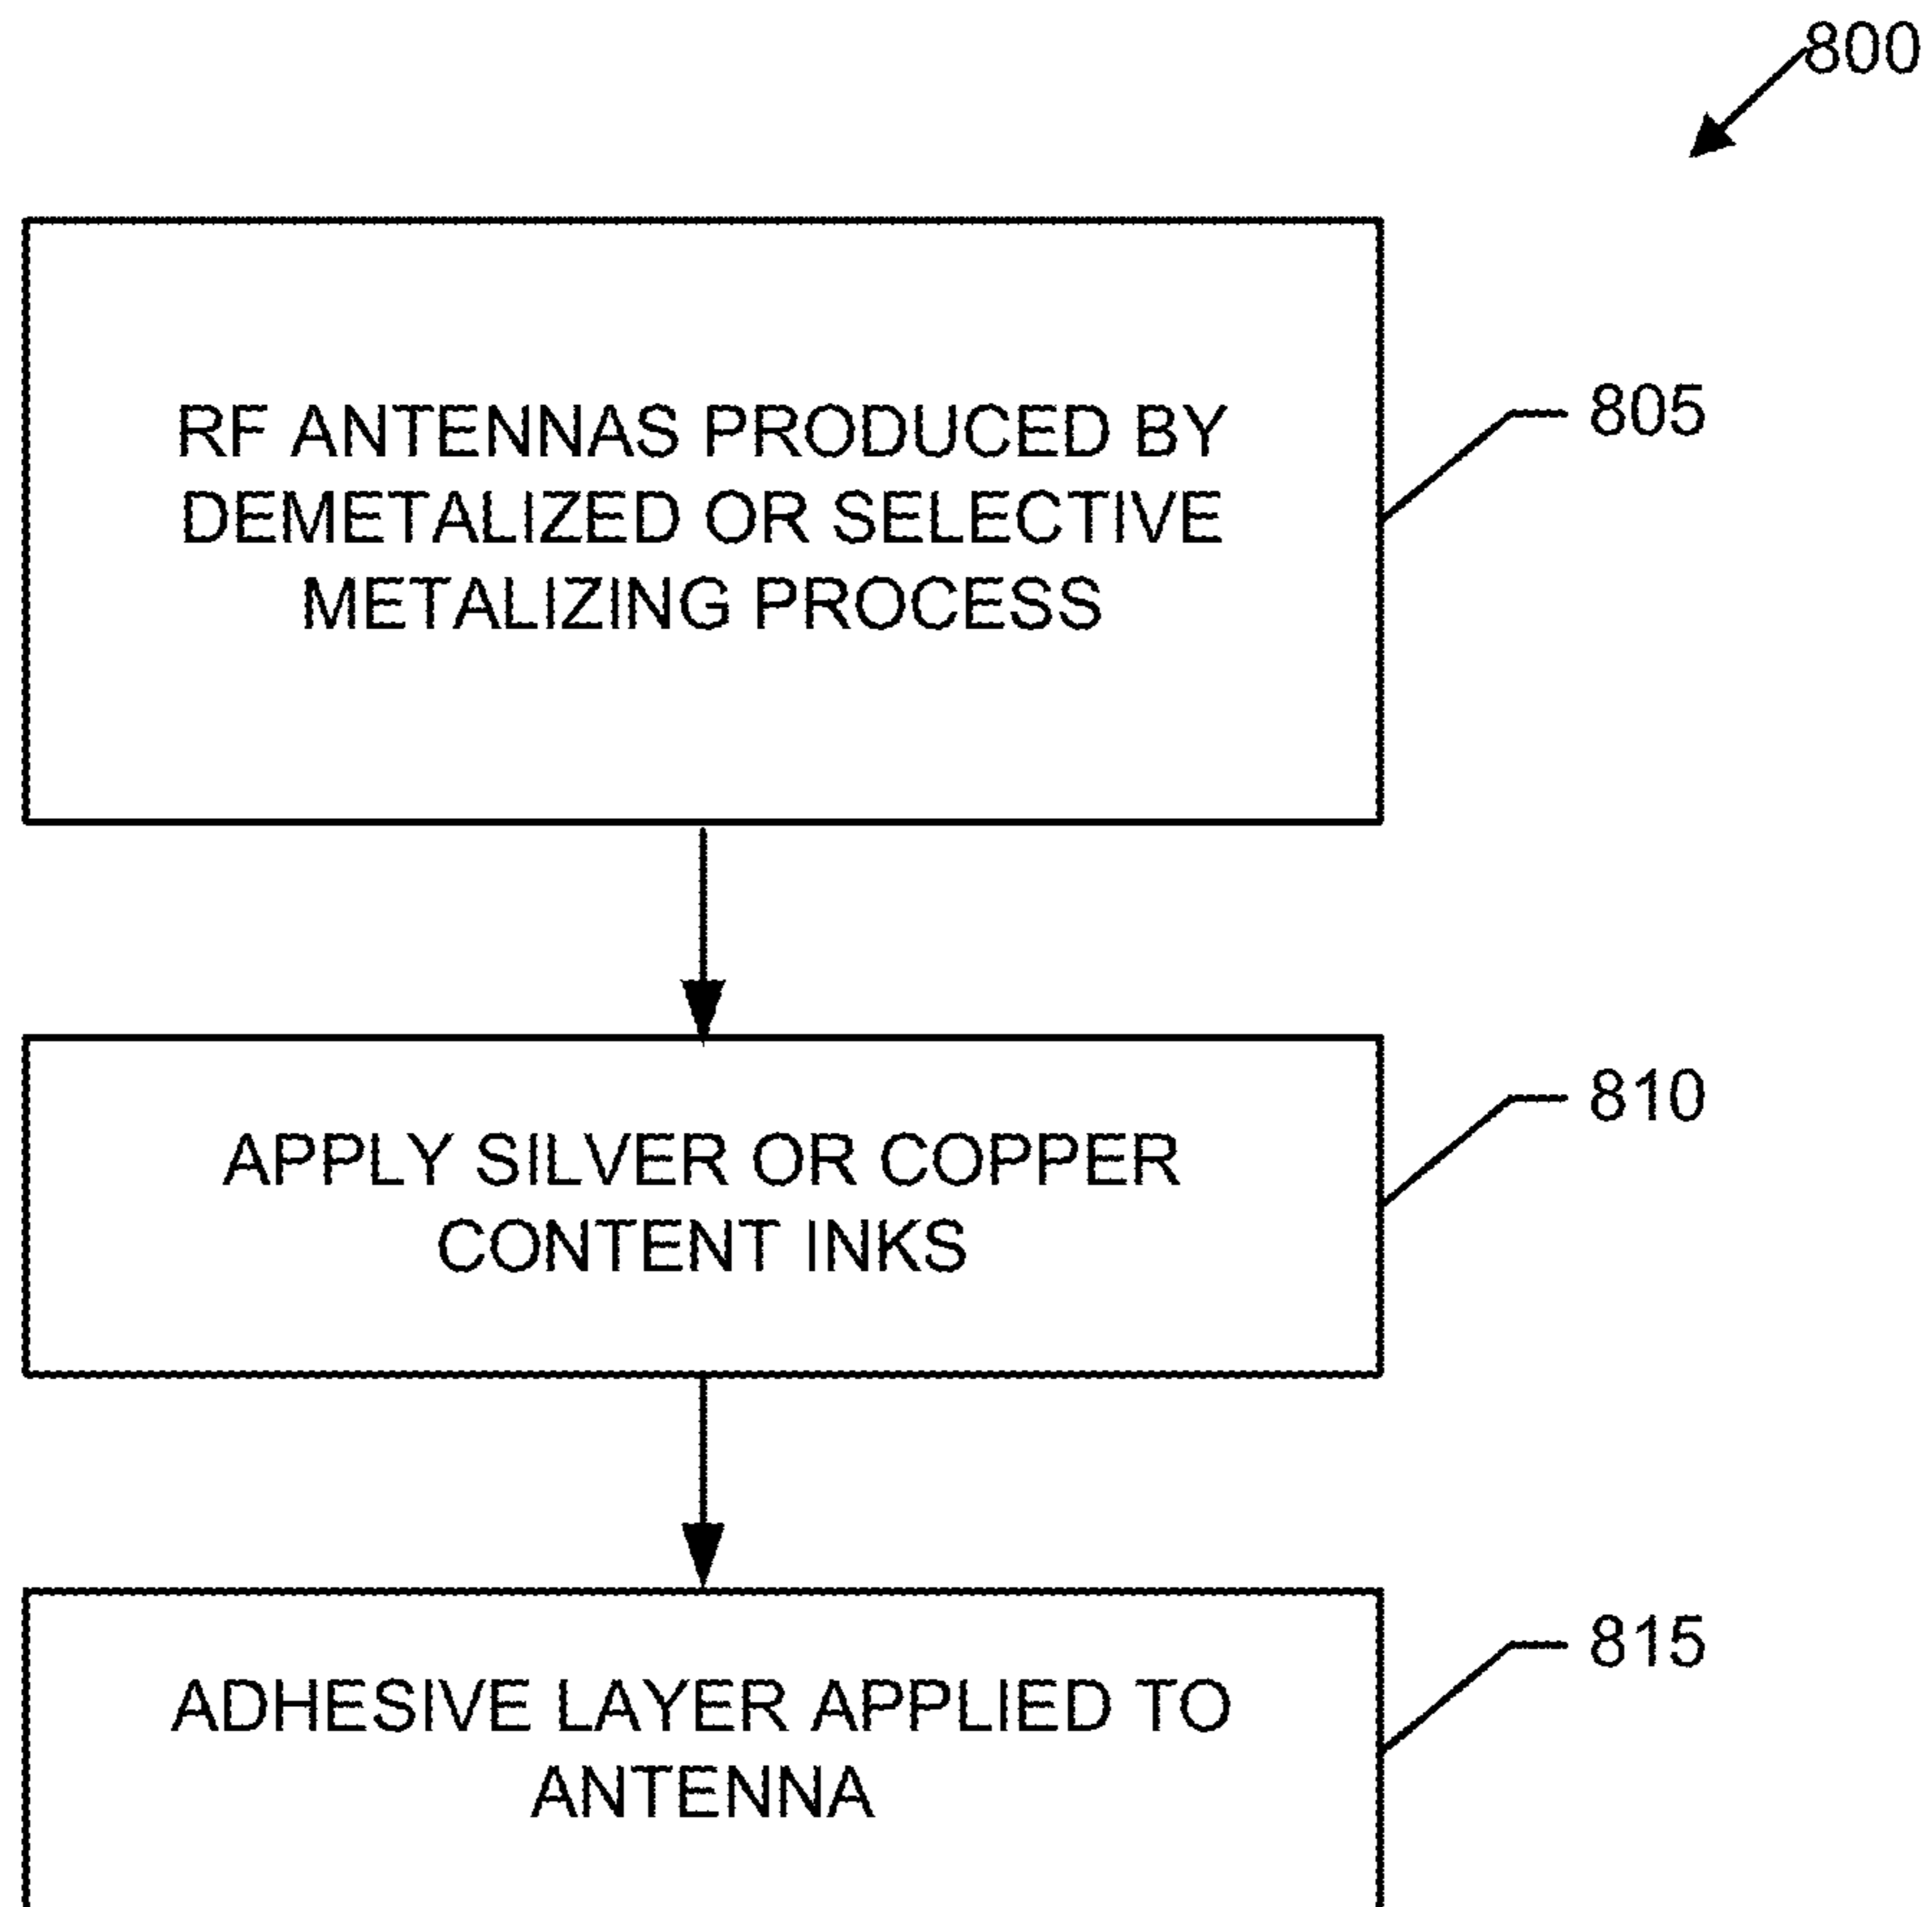 800
RF ANTENNAS PRODUCED BY
DEMETALIZED OR SELECTIVE
METALIZING PROCESS
805
APPLY SILVER OR COPPER
CONTENT INKS
810
ADHESIVE LAYER APPLIED TO
ANTENNA
815